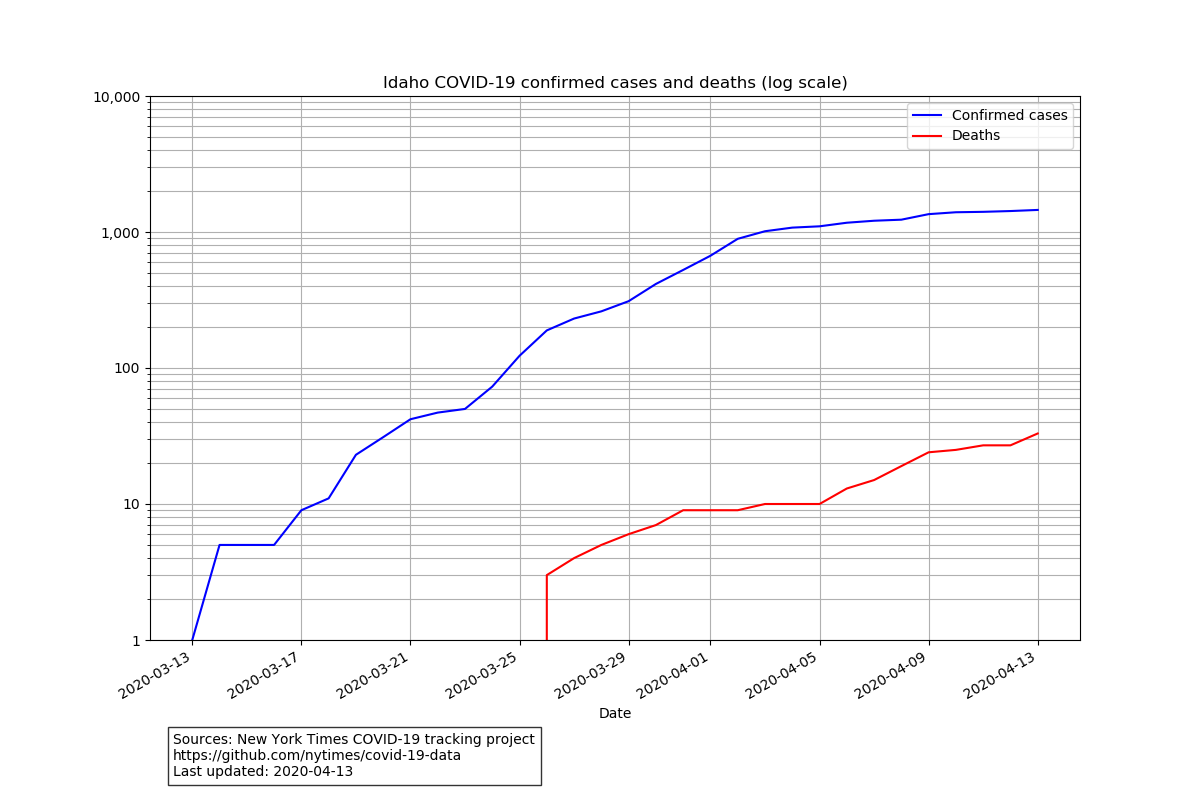 Idaho COVID-19 confirmed cases and deaths (log scale)
10,000
1,000
100
10
1
Confirmed cases
Deaths
2020-03-13
2020-03-17
2020-03-21
2020-03-25
2020-03-29
2020-04-01
2020-04-05
2020-04-09
2020-04-13
Date
Sources: New York Times COVID-19 tracking project
https://github.com/nytimes/covid-19-data
Last updated: 2020-04-13